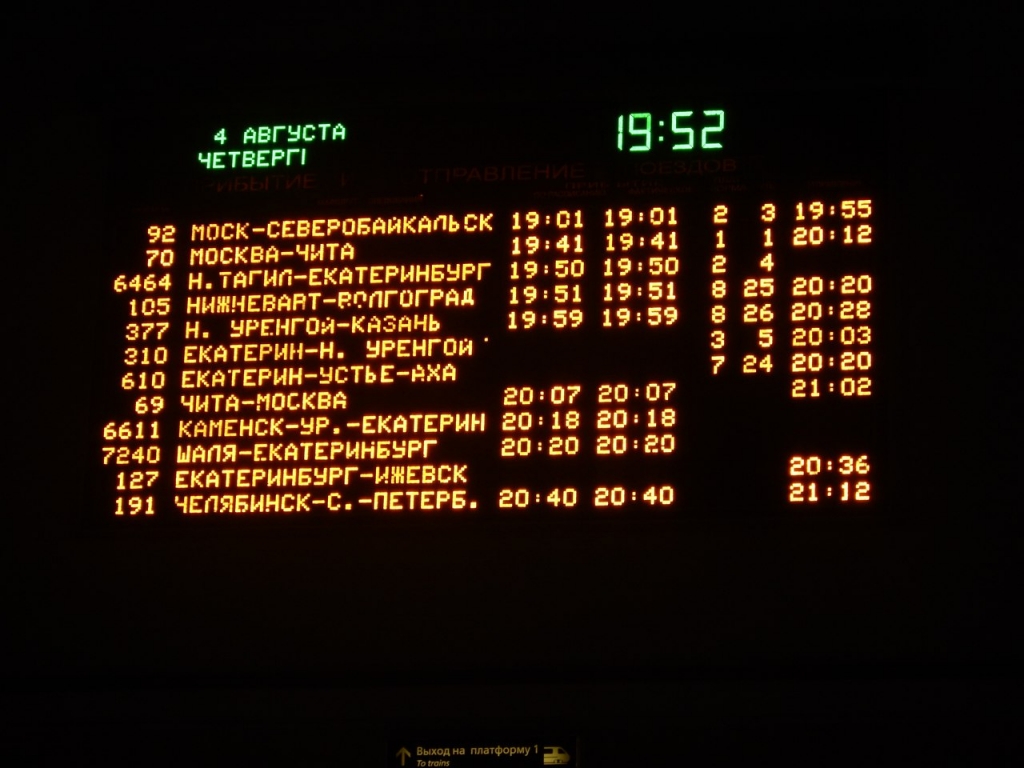 4 АВГУСТА 19:52
ЧЕТВЕРГ
92 МОСК-СЕВЕРОБАЙКАЛЬСК 19:01 19:01 2 3 19:55
70 МОСКВА-ЧИТА 19:41 19:41 1 1 20:12
6464 Н.ТАГИЛ-ЕКАТЕРИНБУРГ 19:50 19:50 2 4
105 НИЖНЕВАРТ-ВОЛГОГРАД 19:51 19:51 8 25 20:20
377 Н. УРЕНГОЙ-КАЗАНЬ 19:59 19:59 8 26 20:28
310 ЕКАТЕРИН-Н. УРЕНГОЙ 3 5 20:03
610 ЕКАТЕРИН-УСТЬЕ-АХА 7 24 20:20
69 ЧИТА-МОСКВА 20:07 20:07 21:02
6611 КАМЕНСК-УР.-ЕКАТЕРИН 20:18 20:18
7240 ШАЛЯ-ЕКАТЕРИНБУРГ 20:20 20:20
127 ЕКАТЕРИНБУРГ-ИЖЕВСК 20:36
191 ЧЕЛЯБИНСК-С.-ПЕТЕРБ. 20:40 20:40 21:12
Выход на платформу 1
To trains